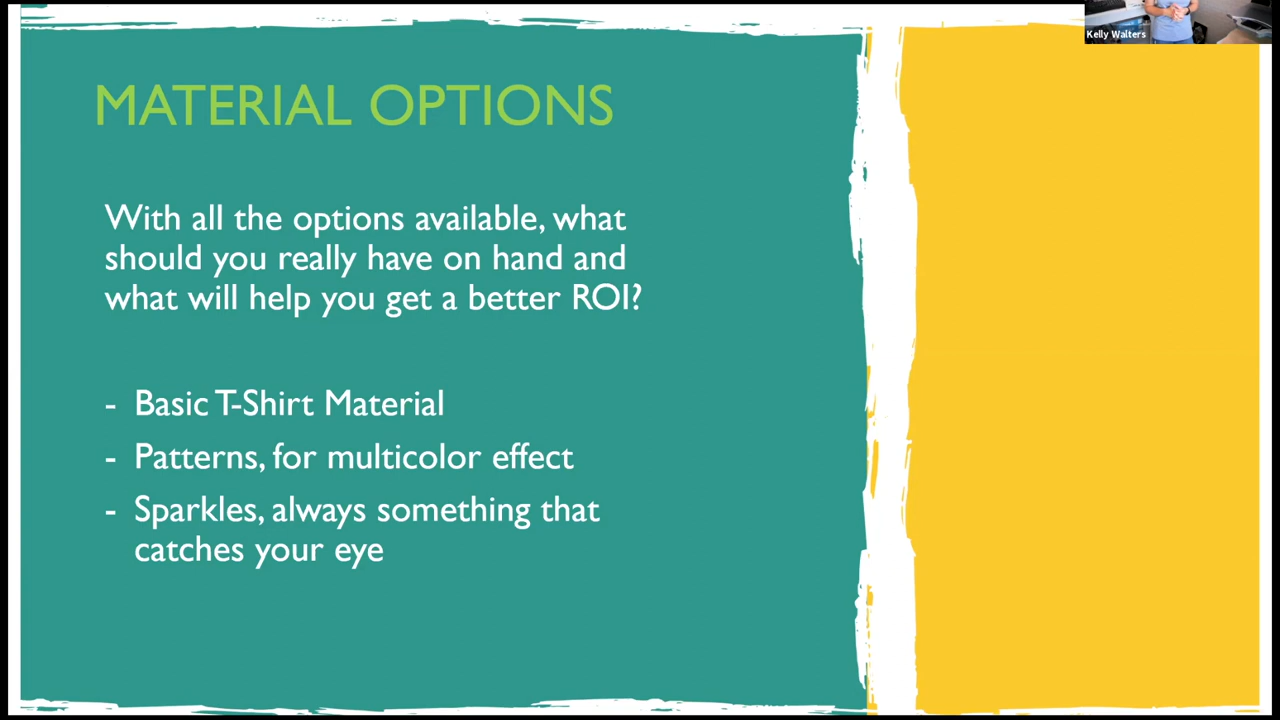 Kelly Walters
MATERIAL OPTIONS
With all the options available, what
should you really have on hand and
what will help you get a better ROI?
- Basic T-Shirt Material
- Patterns, for multicolor effect
- Sparkles, always something that
catches your eye